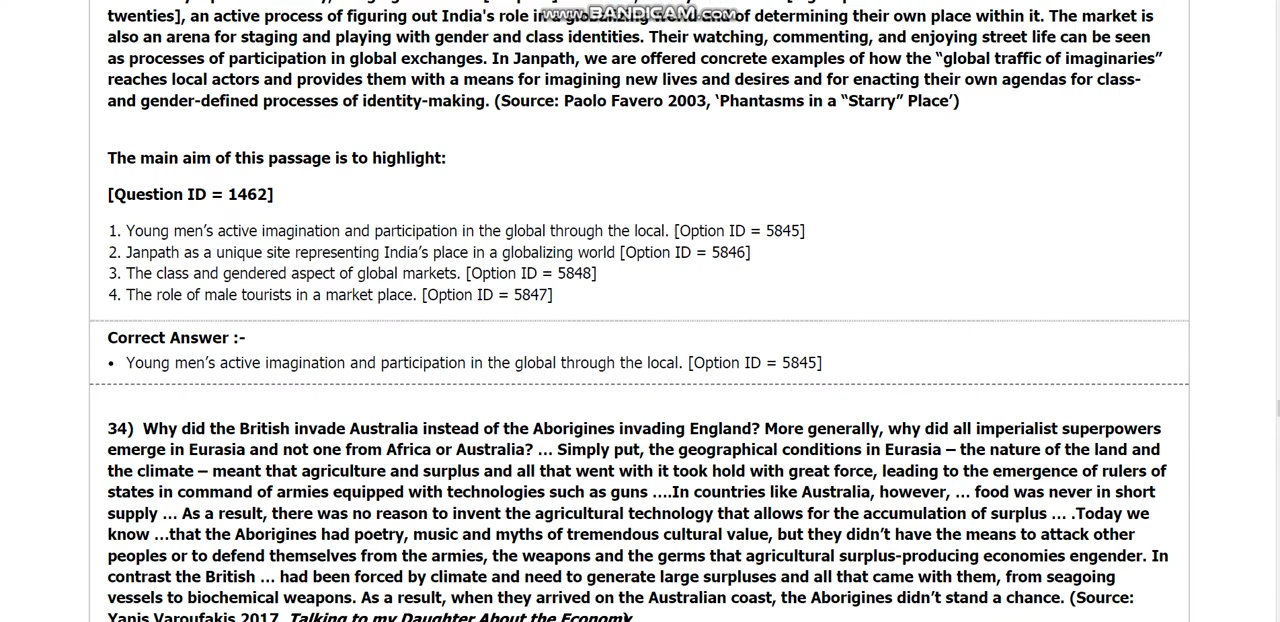 twenties], an active process of figuring out India's role in a globalizing world and of determining their own place within it. The market is
www.BANDICAM.com
also an arena for staging and playing with gender and class identities. Their watching, commenting, and enjoying street life can be seen
as processes of participation in global exchanges. In Janpath, we are offered concrete examples of how the “global traffic of imaginaries”
reaches local actors and provides them with a means for imagining new lives and desires and for enacting their own agendas for class-
and gender-defined processes of identity-making. (Source: Paolo Favero 2003, ‘Phantasms in a “Starry” Place’)
The main aim of this passage is to highlight:
[Question ID = 1462]
1. Young men’s active imagination and participation in the global through the local. [Option ID = 5845]
2. Janpath as a unique site representing India’s place in a globalizing world [Option ID = 5846]
3. The class and gendered aspect of global markets. [Option ID = 5848]
4. The role of male tourists in a market place. [Option ID = 5847]
Correct Answer :-
• Young men’s active imagination and participation in the global through the local. [Option ID = 5845]
34) Why did the British invade Australia instead of the Aborigines invading England? More generally, why did all imperialist superpowers
emerge in Eurasia and not one from Africa or Australia? ... Simply put, the geographical conditions in Eurasia – the nature of the land and
the climate – meant that agriculture and surplus and all that went with it took hold with great force, leading to the emergence of rulers of
states in command of armies equipped with technologies such as guns ....In countries like Australia, however, ... food was never in short
supply ... As a result, there was no reason to invent the agricultural technology that allows for the accumulation of surplus ... .Today we
know ...that the Aborigines had poetry, music and myths of tremendous cultural value, but they didn’t have the means to attack other
peoples or to defend themselves from the armies, the weapons and the germs that agricultural surplus-producing economies engender. In
contrast the British ... had been forced by climate and need to generate large surpluses and all that came with them, from seagoing
vessels to biochemical weapons. As a result, when they arrived on the Australian coast, the Aborigines didn’t stand a chance. (Source:
Yanis Varoufakis 2017, Talking to my Daughter About the Economy)